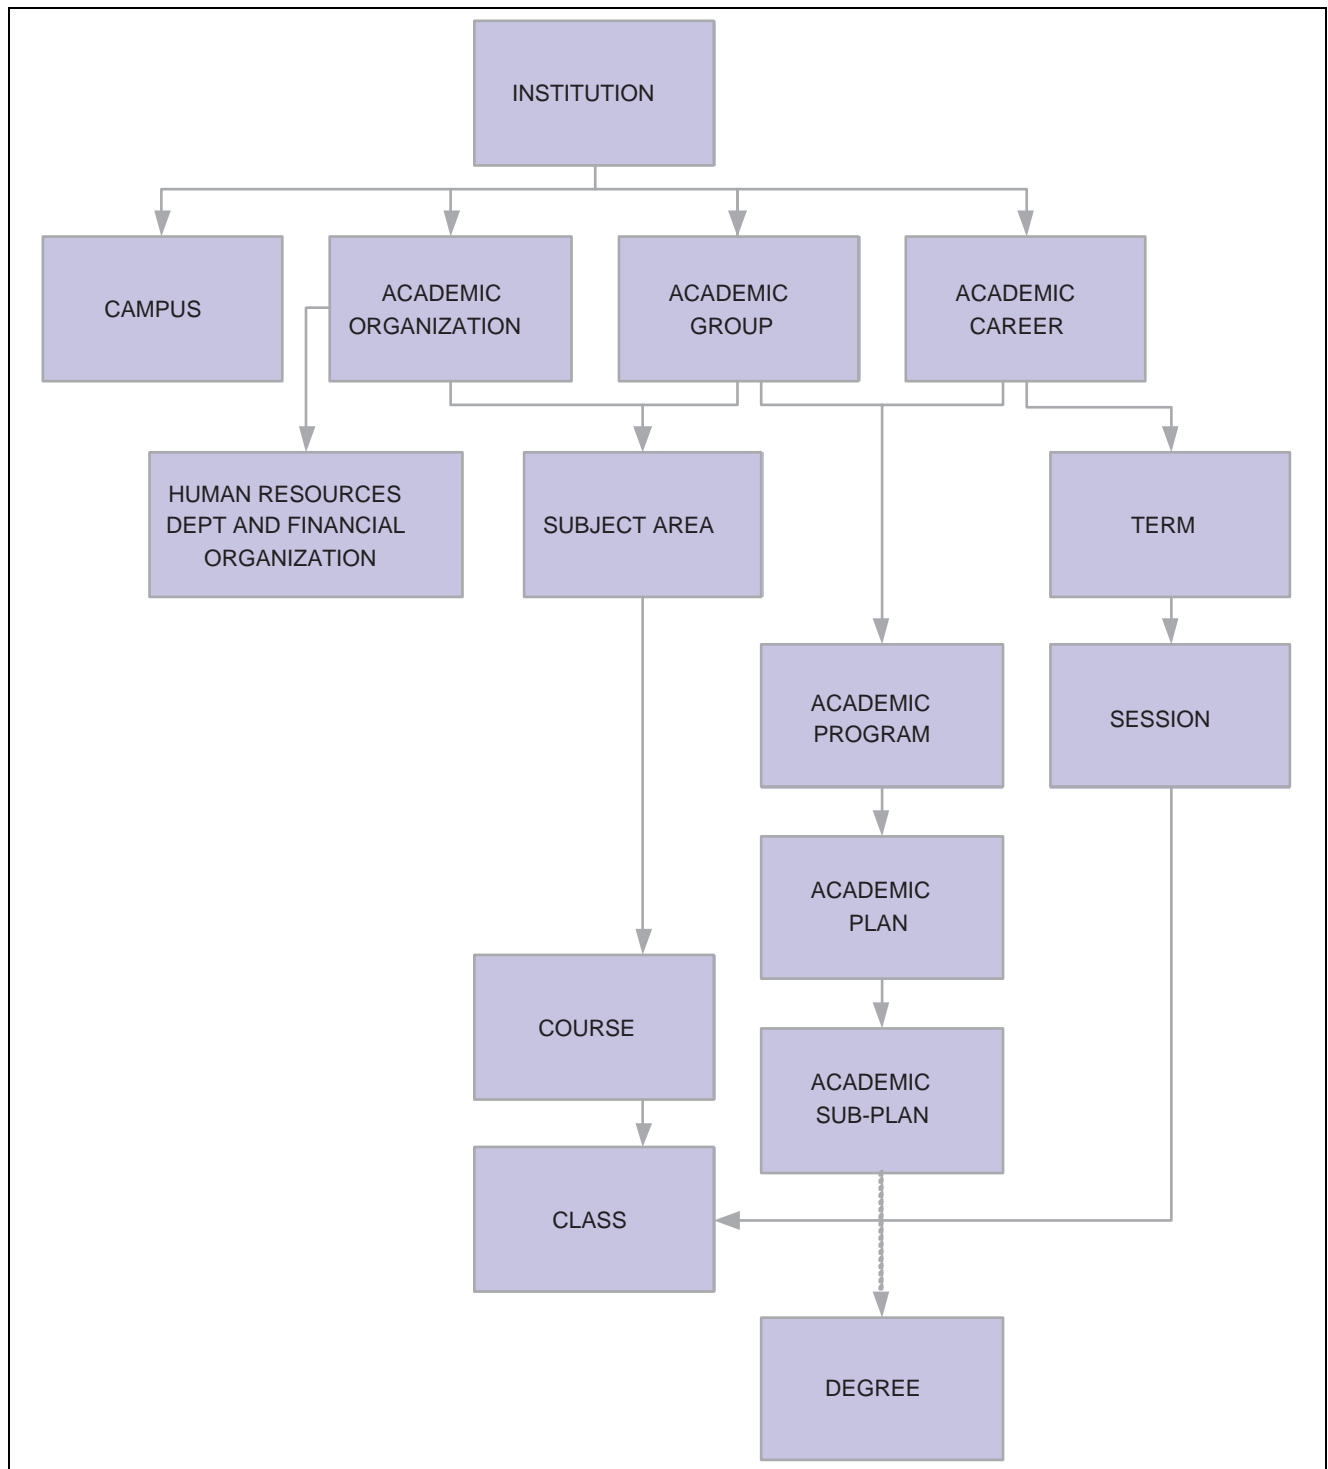 INSTITUTION
CAMPUS
ACADEMIC
ORGANIZATION
ACADEMIC
GROUP
ACADEMIC
CAREER
HUMAN RESOURCES
DEPT AND FINANCIAL
ORGANIZATION
SUBJECT AREA
TERM
ACADEMIC
PROGRAM
SESSION
ACADEMIC
PLAN
COURSE
ACADEMIC
SUB-PLAN
CLASS
DEGREE